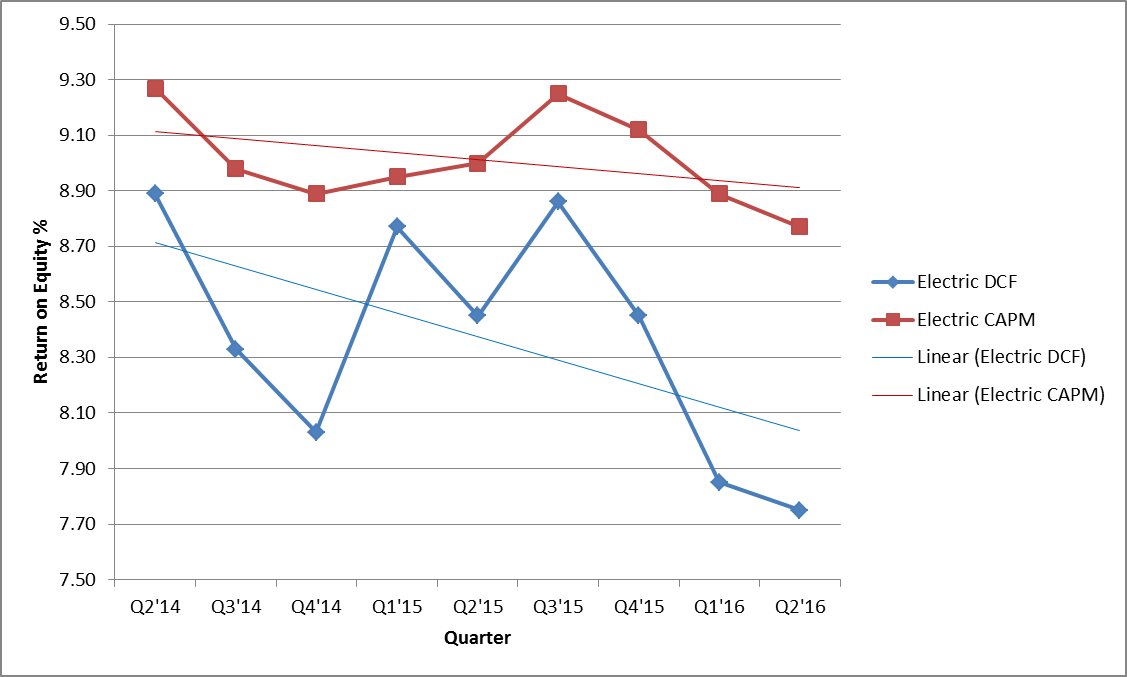 9.50
9.30
9.10
8.90
8.70
8.50
8.30
8.10
7.90
7.70
7.50
Return on Equity %
Q2'14 Q3'14 Q4'14 Q1'15 Q2'15 Q3'15 Q4'15 Q1'16 Q2'16
Quarter
Electric DCF
Electric CAPM
Linear (Electric DCF)
Linear (Electric CAPM)